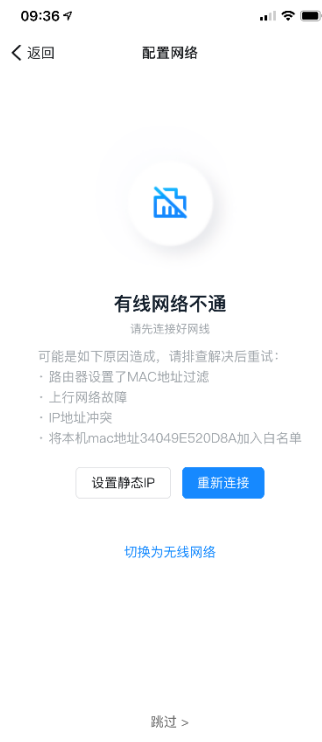 09:36
返回
配置网络
有线网络不通
请先连接好网线
可能是如下原因造成，请排查解决后重试：
· 路由器设置了MAC地址过滤
· 上行网络故障
· IP地址冲突
· 将本机mac地址34049E520D8A加入白名单
设置静态IP
重新连接
切换为无线网络
跳过 >